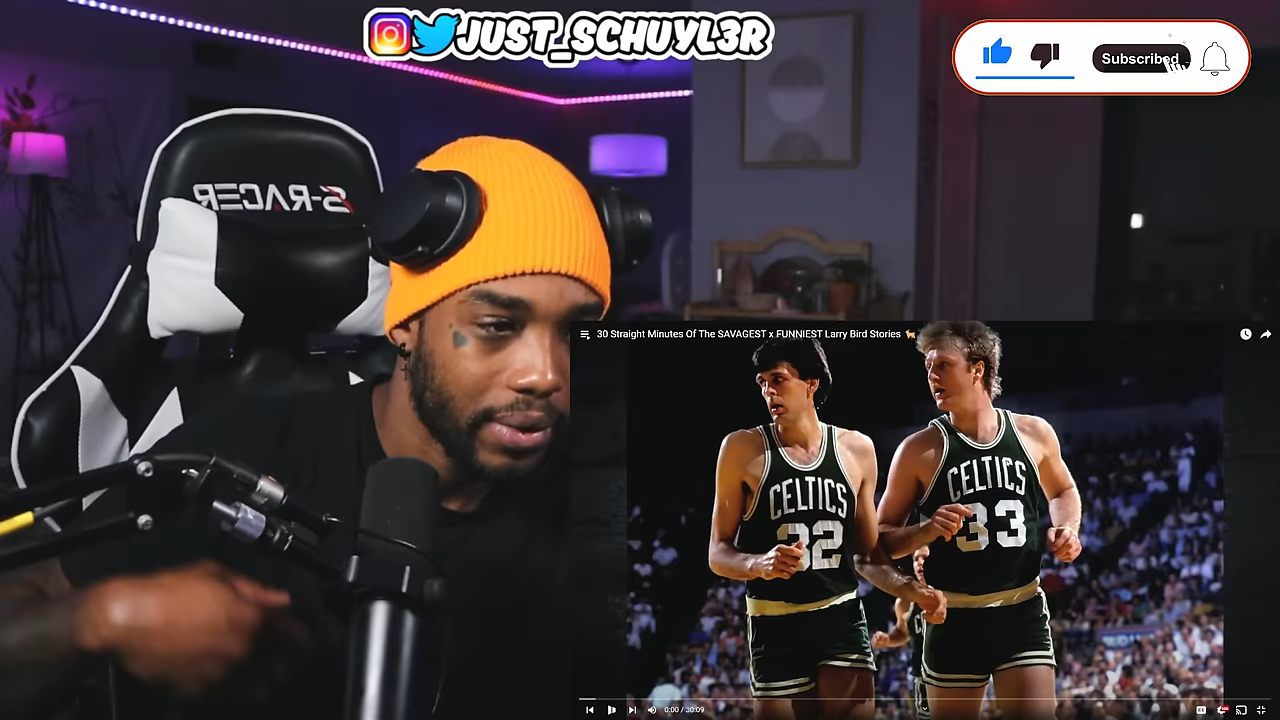 JUST_SCHUYL3R
Subscribed
S-RACER
30 Straight Minutes Of The SAVAGEST x FUNNIEST Larry Bird Stories 🐐
CELTICS
32
CELTICS
33
0:00 / 30:09